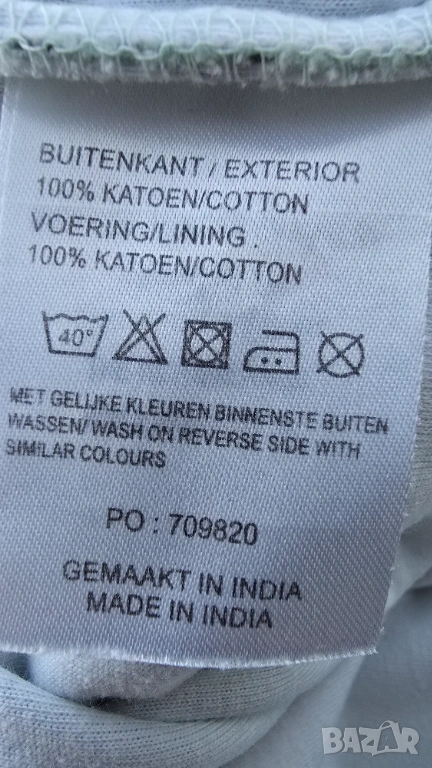 BUITENKANT / EXTERIOR
100% KATOEN/COTTON
VOERING/LINING .
100% KATOEN/COTTON
40°
MET GELIJKE KLEUREN BINNENSTE BUITEN
WASSEN/ WASH ON REVERSE SIDE WITH
SIMILAR COLOURS
PO : 709820
GEMAAKT IN INDIA
MADE IN INDIA
BAZAR